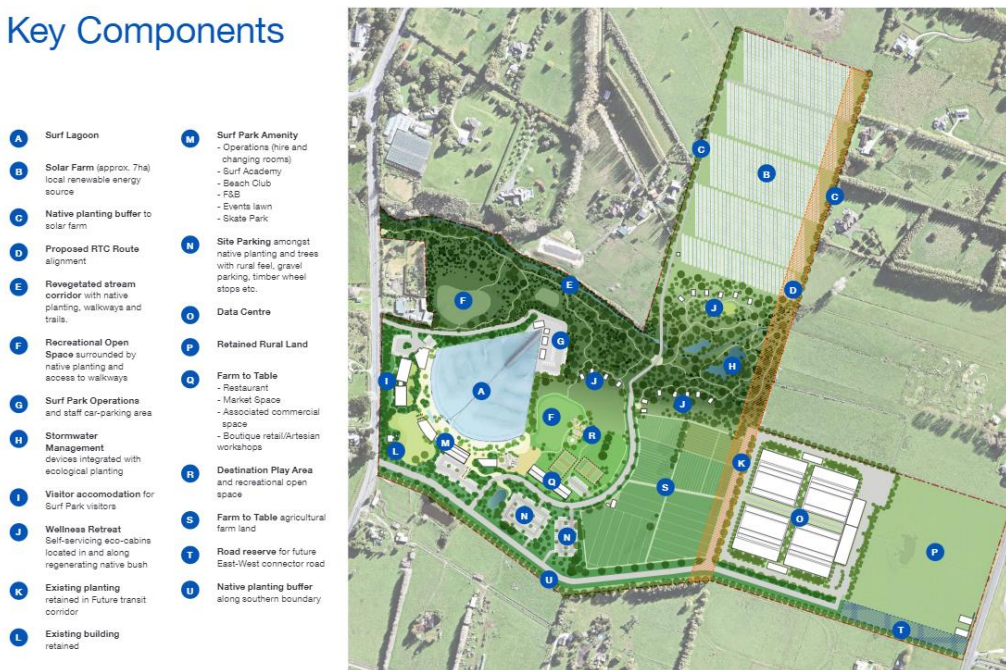 Key Components
A
Surf Lagoon
B
Solar Farm (approx. 7ha)
local renewable energy
source
C
Native planting buffer to
solar farm
D
Proposed RTC Route
alignment
E
Revegetated stream
corridor with native
planting, walkways and
trails.
F
Recreational Open
Space surrounded by
native planting and
access to walkways
G
Surf Park Operations
and staff car-parking area
H
Stormwater
Management
devices integrated with
ecological planting
I
Visitor accomodation for
Surf Park visitors
J
Wellness Retreat
Self-servicing eco-cabins
located in and along
regenerating native bush
K
Existing planting
retained in Future transit
corridor
L
Existing building
retained
M
Surf Park Amenity
- Operations (hire and
changing rooms)
- Surf Academy
- Beach Club
- F&B
- Events lawn
- Skate Park
N
Site Parking amongst
native planting and trees
with rural feel, gravel
parking, timber wheel
stops etc.
O
Data Centre
P
Retained Rural Land
Q
Farm to Table
- Restaurant
- Market Space
- Associated commercial
space
- Boutique retail/Artesian
workshops
R
Destination Play Area
and recreational open
space
S
Farm to Table agricultural
farm land
T
Road reserve for future
East-West connector road
U
Native planting buffer
along southern boundary
C
B
C
D
E
F
J
G
H
I
A
J
J
F
R
L
M
K
Q
S
N
O
N
P
U
T